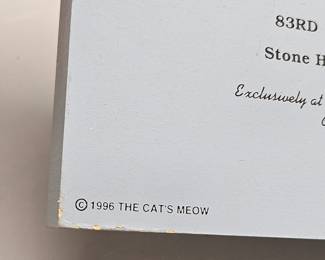 83RD
Stone H
Exclusively at
© 1996 THE CAT'S MEOW